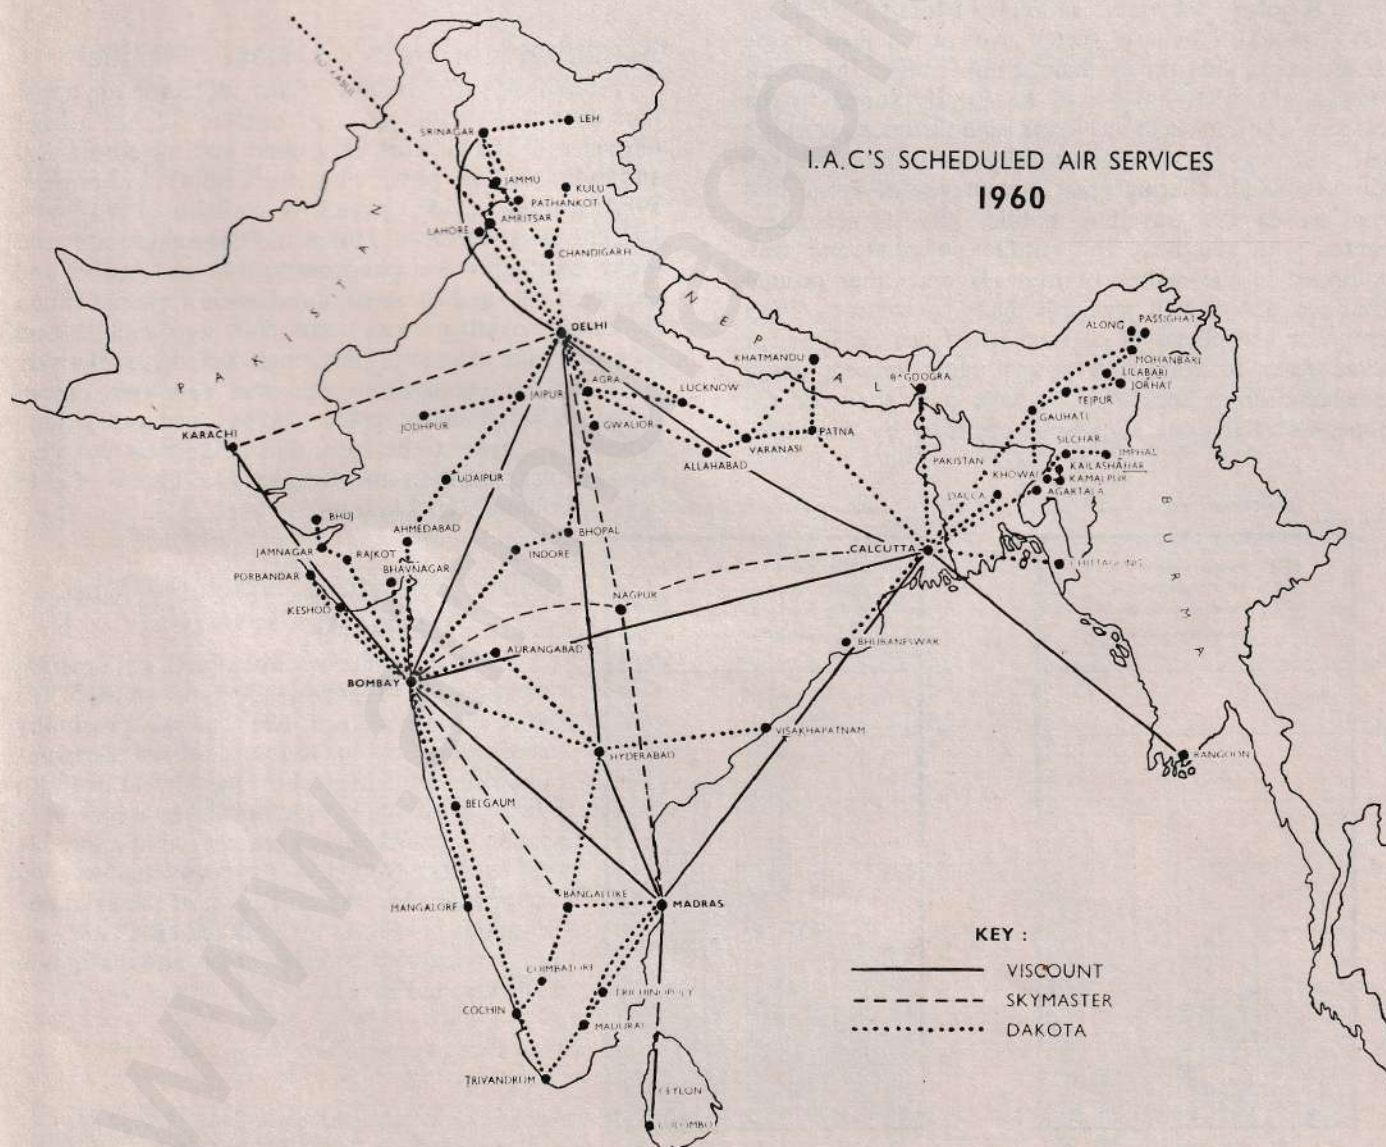 I.A.C'S SCHEDULED AIR SERVICES
1960
TO KABUL
SRINAGAR
LEH
JAMMU
KULU
PATHANKOT
AMRITSAR
LAHORE
CHANDIGARH
PAKISTAN
DELHI
NEPAL
KHATMANDU
BAGDOGRA
ALONG
PASSIGHAT
MOHANBARI
LILABARI
JORHAT
TEJPUR
GAUHATI
AGRA
LUCKNOW
JAIPUR
JODHPUR
GWALIOR
ALLAHABAD
VARANASI
PATNA
KARACHI
PAKISTAN
SILCHAR
IMPHAL
KAILASHAHAR
KHOWAI
KAMALPUR
DACCA
AGARTALA
UDAIPUR
BHUJ
AHMEDABAD
BHOPAL
INDORE
CALCUTTA
BURMA
JAMNAGAR
RAJKOT
BHAVNAGAR
PORBANDAR
KESHOD
CHITTAGONG
NAGPUR
AURANGABAD
BHUBANESWAR
BOMBAY
HYDERABAD
VISAKHAPATNAM
RANGOON
BELGAUM
BANGALORE
MANGALORE
MADRAS
COIMBATORE
TRICHINOPOLY
COCHIN
MADURAI
TRIVANDRUM
CEYLON
COLOMBO
KEY :
VISCOUNT
SKYMASTER
DAKOTA